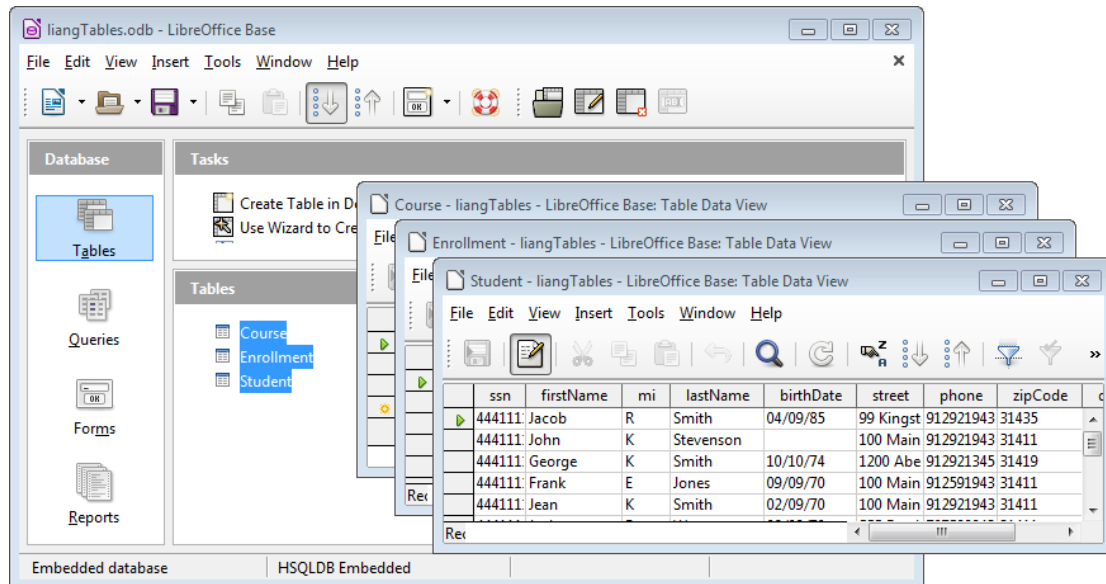 liangTables.odb - LibreOffice Base
File Edit View Insert Tools Window Help
Database
Tasks
Tables
Create Table in
Use Wizard to Cre
Queries
Forms
Reports
Tables
Course
Enrollment
Student
Embedded database HSQLDB Embedded
Course - liangTables - LibreOffice Base: Table Data View
File
Enrollment - liangTables - LibreOffice Base: Table Data View
File
Rec
Student - liangTables - LibreOffice Base: Table Data View
File Edit View Insert Tools Window Help
ssn firstName mi lastName birthDate street phone zipCode
444111 Jacob R Smith 04/09/85 99 Kingst 912921943 31435
444111 John K Stevenson 100 Main 912921943 31411
444111 George K Smith 10/10/74 1200 Abe 912921345 31419
444111 Frank E Jones 09/09/70 100 Main 912591943 31411
444111 Jean K Smith 02/09/70 100 Main 912921943 31411
Rec